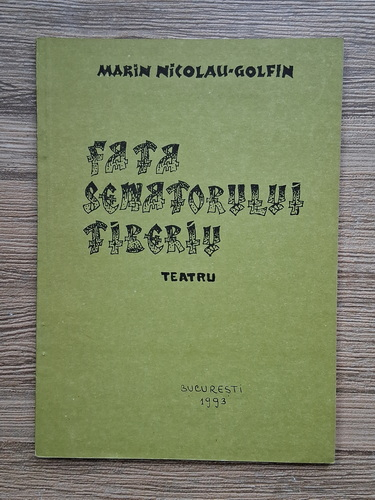 MARIN NICOLAU-GOLFIN
FATA
SENATORULUI
TIBERIU
TEATRU
BUCUREȘTI
1993